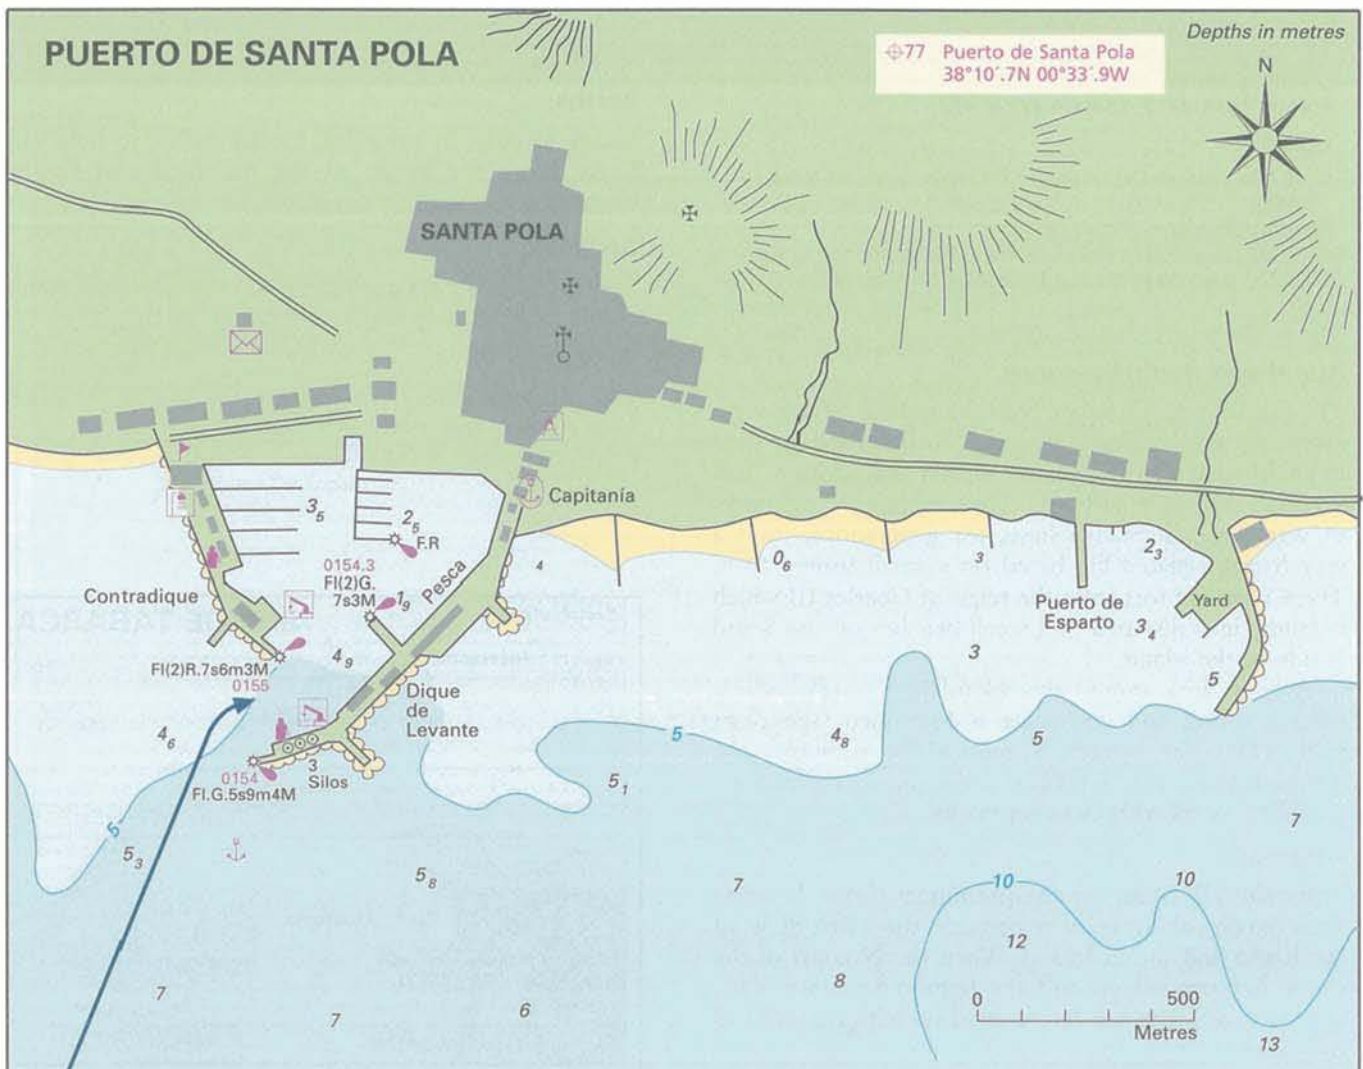 PUERTO DE SANTA POLA
Depths in metres
77 Puerto de Santa Pola
38°10´.7N 00°33´.9W
N
SANTA POLA
Capitanía
3₅
2₅
F.R
0154.3
Fl(2)G.
7s3M
1₉
Pesca
4
0₆
3
2₃
Contradique
Puerto de
Esparto
Yard
3₄
Fl(2)R.7s6m3M
0155
4₉
3
5
Dique
de
Levante
4₆
5
4₈
5
3
Silos
0154
Fl.G.5s9m4M
5₁
7
5
5₃
5₈
7
10
10
12
8
7
7
6
0 500
Metres
13